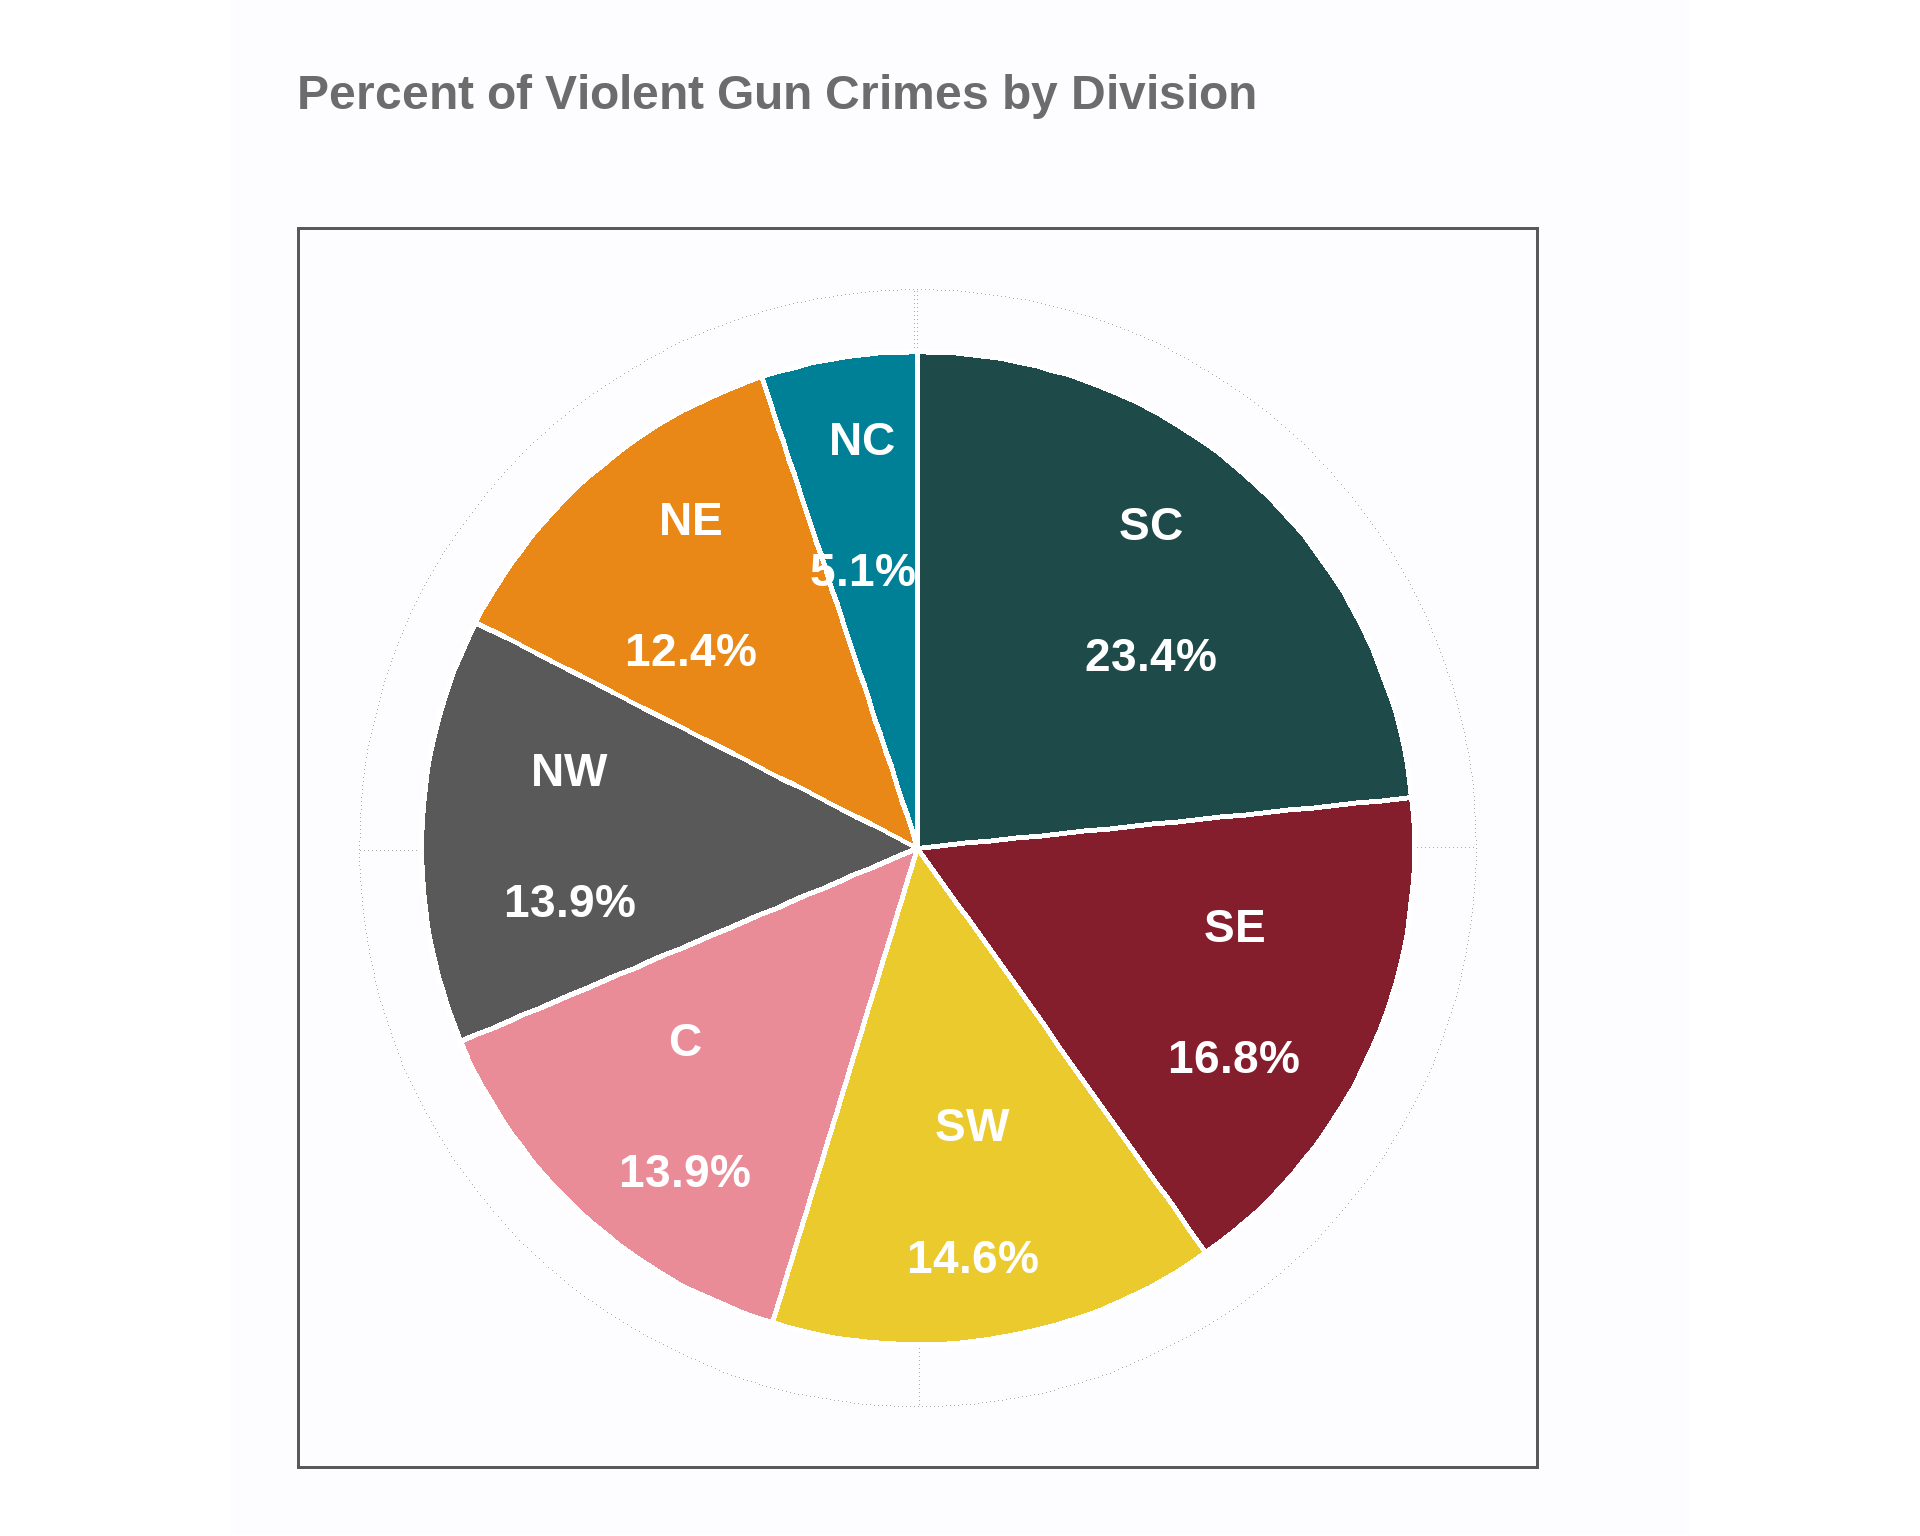 Percent of Violent Gun Crimes by Division
NC
5.1%
SC
23.4%
NE
12.4%
NW
13.9%
SE
16.8%
C
13.9%
SW
14.6%